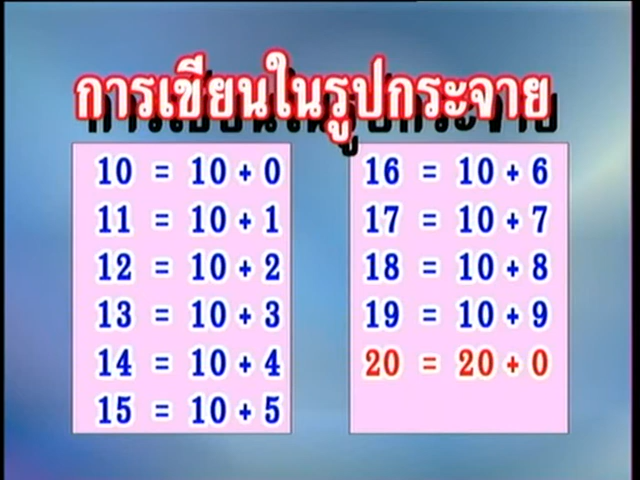 การเขียนในรูปกระจาย
10 = 10 + 0
11 = 10 + 1
12 = 10 + 2
13 = 10 + 3
14 = 10 + 4
15 = 10 + 5
16 = 10 + 6
17 = 10 + 7
18 = 10 + 8
19 = 10 + 9
20 = 20 + 0